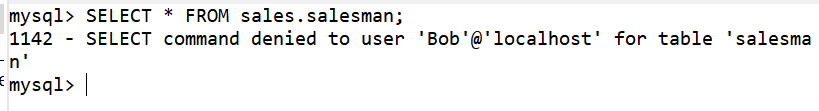 mysql> SELECT * FROM sales.salesman;
1142 - SELECT command denied to user 'Bob'@'localhost' for table 'salesma
n'
mysql>